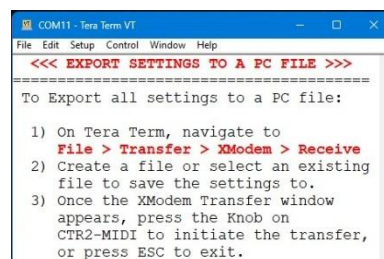 COM11 - Tera Term VT
File Edit Setup Control Window Help
<<< EXPORT SETTINGS TO A PC FILE >>>
========================================
To Export all settings to a PC file:
1) On Tera Term, navigate to
File > Transfer > XModem > Receive
2) Create a file or select an existing
file to save the settings to.
3) Once the XModem Transfer window
appears, press the Knob on
CTR2-MIDI to initiate the transfer,
or press ESC to exit.